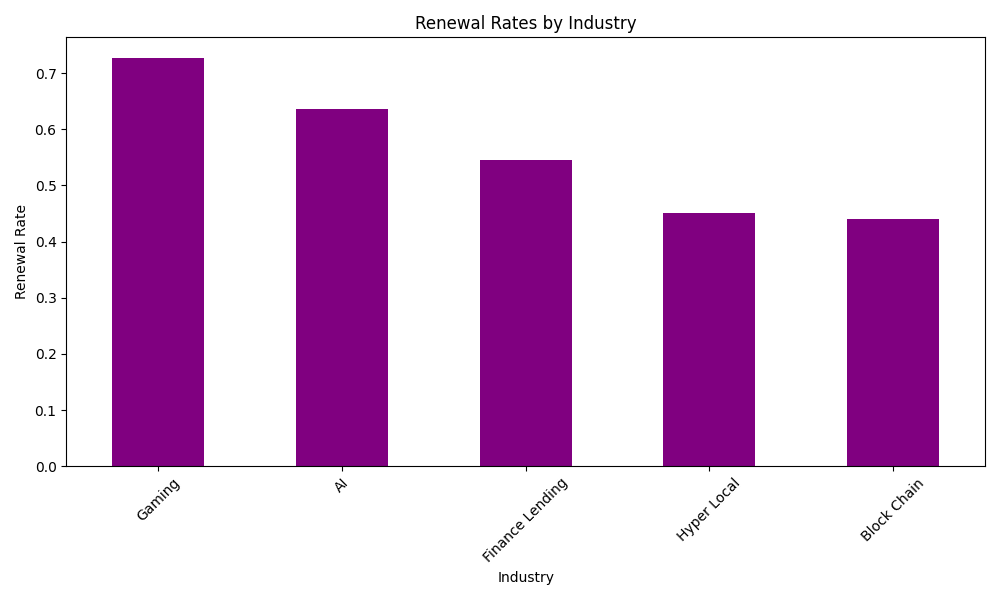 Renewal Rates by Industry
Renewal Rate
0.7
0.6
0.5
0.4
0.3
0.2
0.1
0.0
Gaming
AI
Finance Lending
Hyper Local
Block Chain
Industry